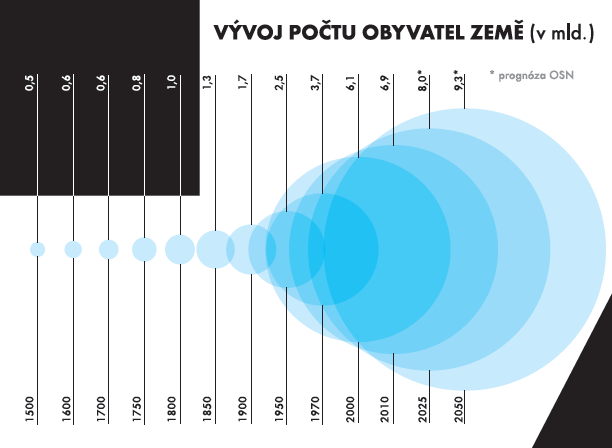 VÝVOJ POČTU OBYVATEL ZEMĚ (v mld.)
0,5 0,6 0,6 0,8 1,0 1,3 1,7 2,5 3,7 6,1 6,9 8,0* 9,3*
* prognóza OSN
1500 1600 1700 1750 1800 1850 1900 1950 1970 2000 2010 2025 2050